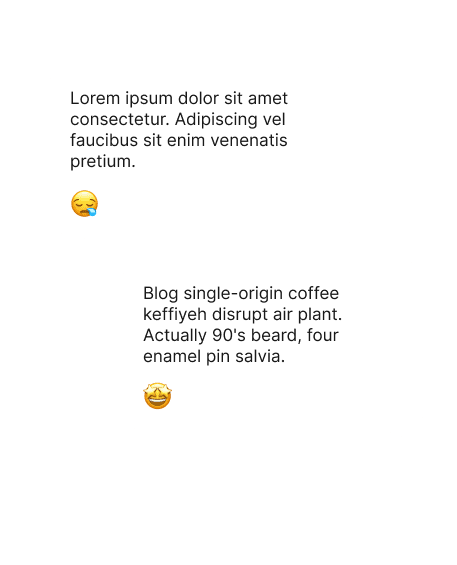 Lorem ipsum dolor sit amet
consectetur. Adipiscing vel
faucibus sit enim venenatis
pretium.
😪
Blog single-origin coffee
keffiyeh disrupt air plant.
Actually 90's beard, four
enamel pin salvia.
🤩